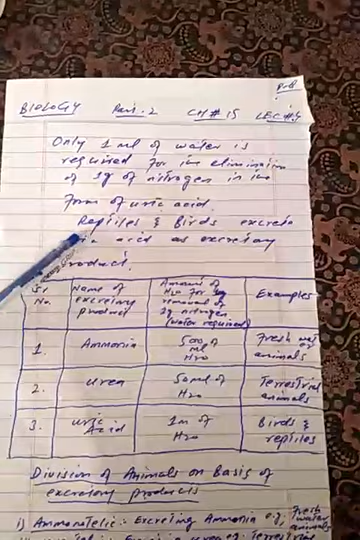 BIOLOGY Part. 2 CH # 15 LEC#4
Only 1 ml of water is
required for the elimination
of 1g of nitrogen in the
form of uric acid.
Reptiles & Birds excrete
acid as excretory
product.
Sr. No. Name of excretory product Amount of H2O for removal of 1g nitrogen (water required) Examples
1. Ammonia 500 ml H2O Fresh water animals
2. Urea 50 ml of H2O Terrestrial animals
3. Uric Acid 1 ml of H2O Birds & reptiles
Division of Animals on Basis of
excretory products
i) Ammonotelic:- Excreting Ammonia e.g. Fresh water animals